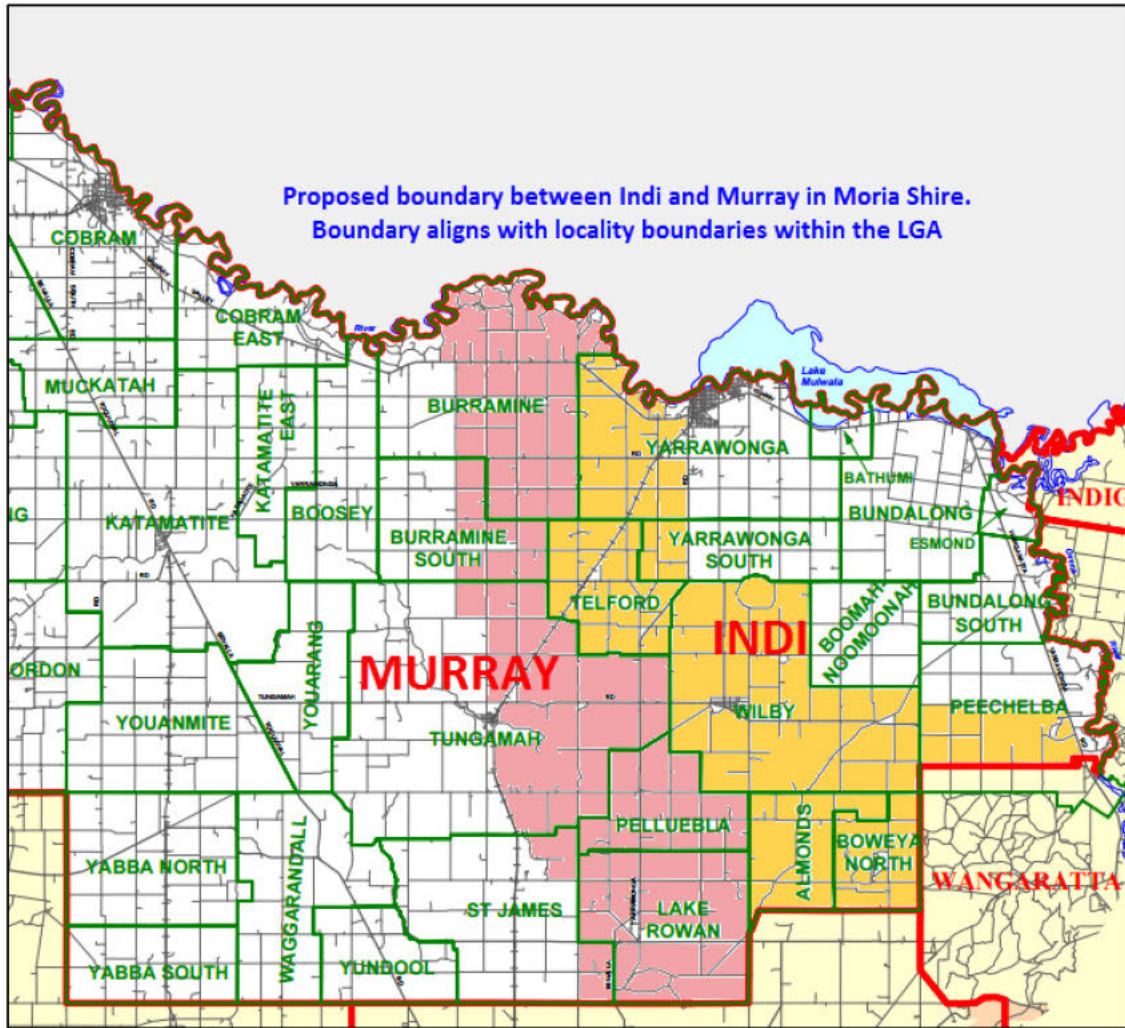 Proposed boundary between Indi and Murray in Moria Shire.
Boundary aligns with locality boundaries within the LGA
COBRAM
COBRAM
EAST
River
Lake
Mulwala
MUCKATAH
KATAMATITE
EAST
BURRAMINE
YARRAWONGA
BATHUMI
INDIG
NG
KATAMATITE
BOOSEY
BURRAMINE
SOUTH
YARRAWONGA
SOUTH
BUNDALONG
ESMOND
TELFORD
INDI
BOOMAHNOOMOONAH
BUNDALONG
SOUTH
ORDON
MURRAY
YOUANMITE
YOUARANG
TUNGAMAH
TUNGAMAH
WILBY
PEECHELBA
YABBA NORTH
WAGGARANDALL
PELLUEBLA
ALMONDS
BOWEYA
NORTH
WANGARATTA
ST JAMES
LAKE
ROWAN
YABBA SOUTH
YUNDOOL